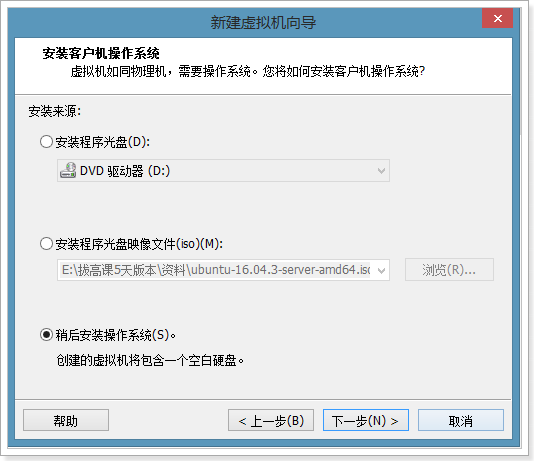 新建虚拟机向导
安装客户机操作系统
虚拟机如同物理机，需要操作系统。您将如何安装客户机操作系统?
安装来源:
安装程序光盘(D):
DVD 驱动器 (D:)
安装程序光盘映像文件(iso)(M):
E:\拔高课5天版本\资料\ubuntu-16.04.3-server-amd64.iso
浏览(R)...
稍后安装操作系统(S)。
创建的虚拟机将包含一个空白硬盘。
帮助
< 上一步(B)
下一步(N) >
取消